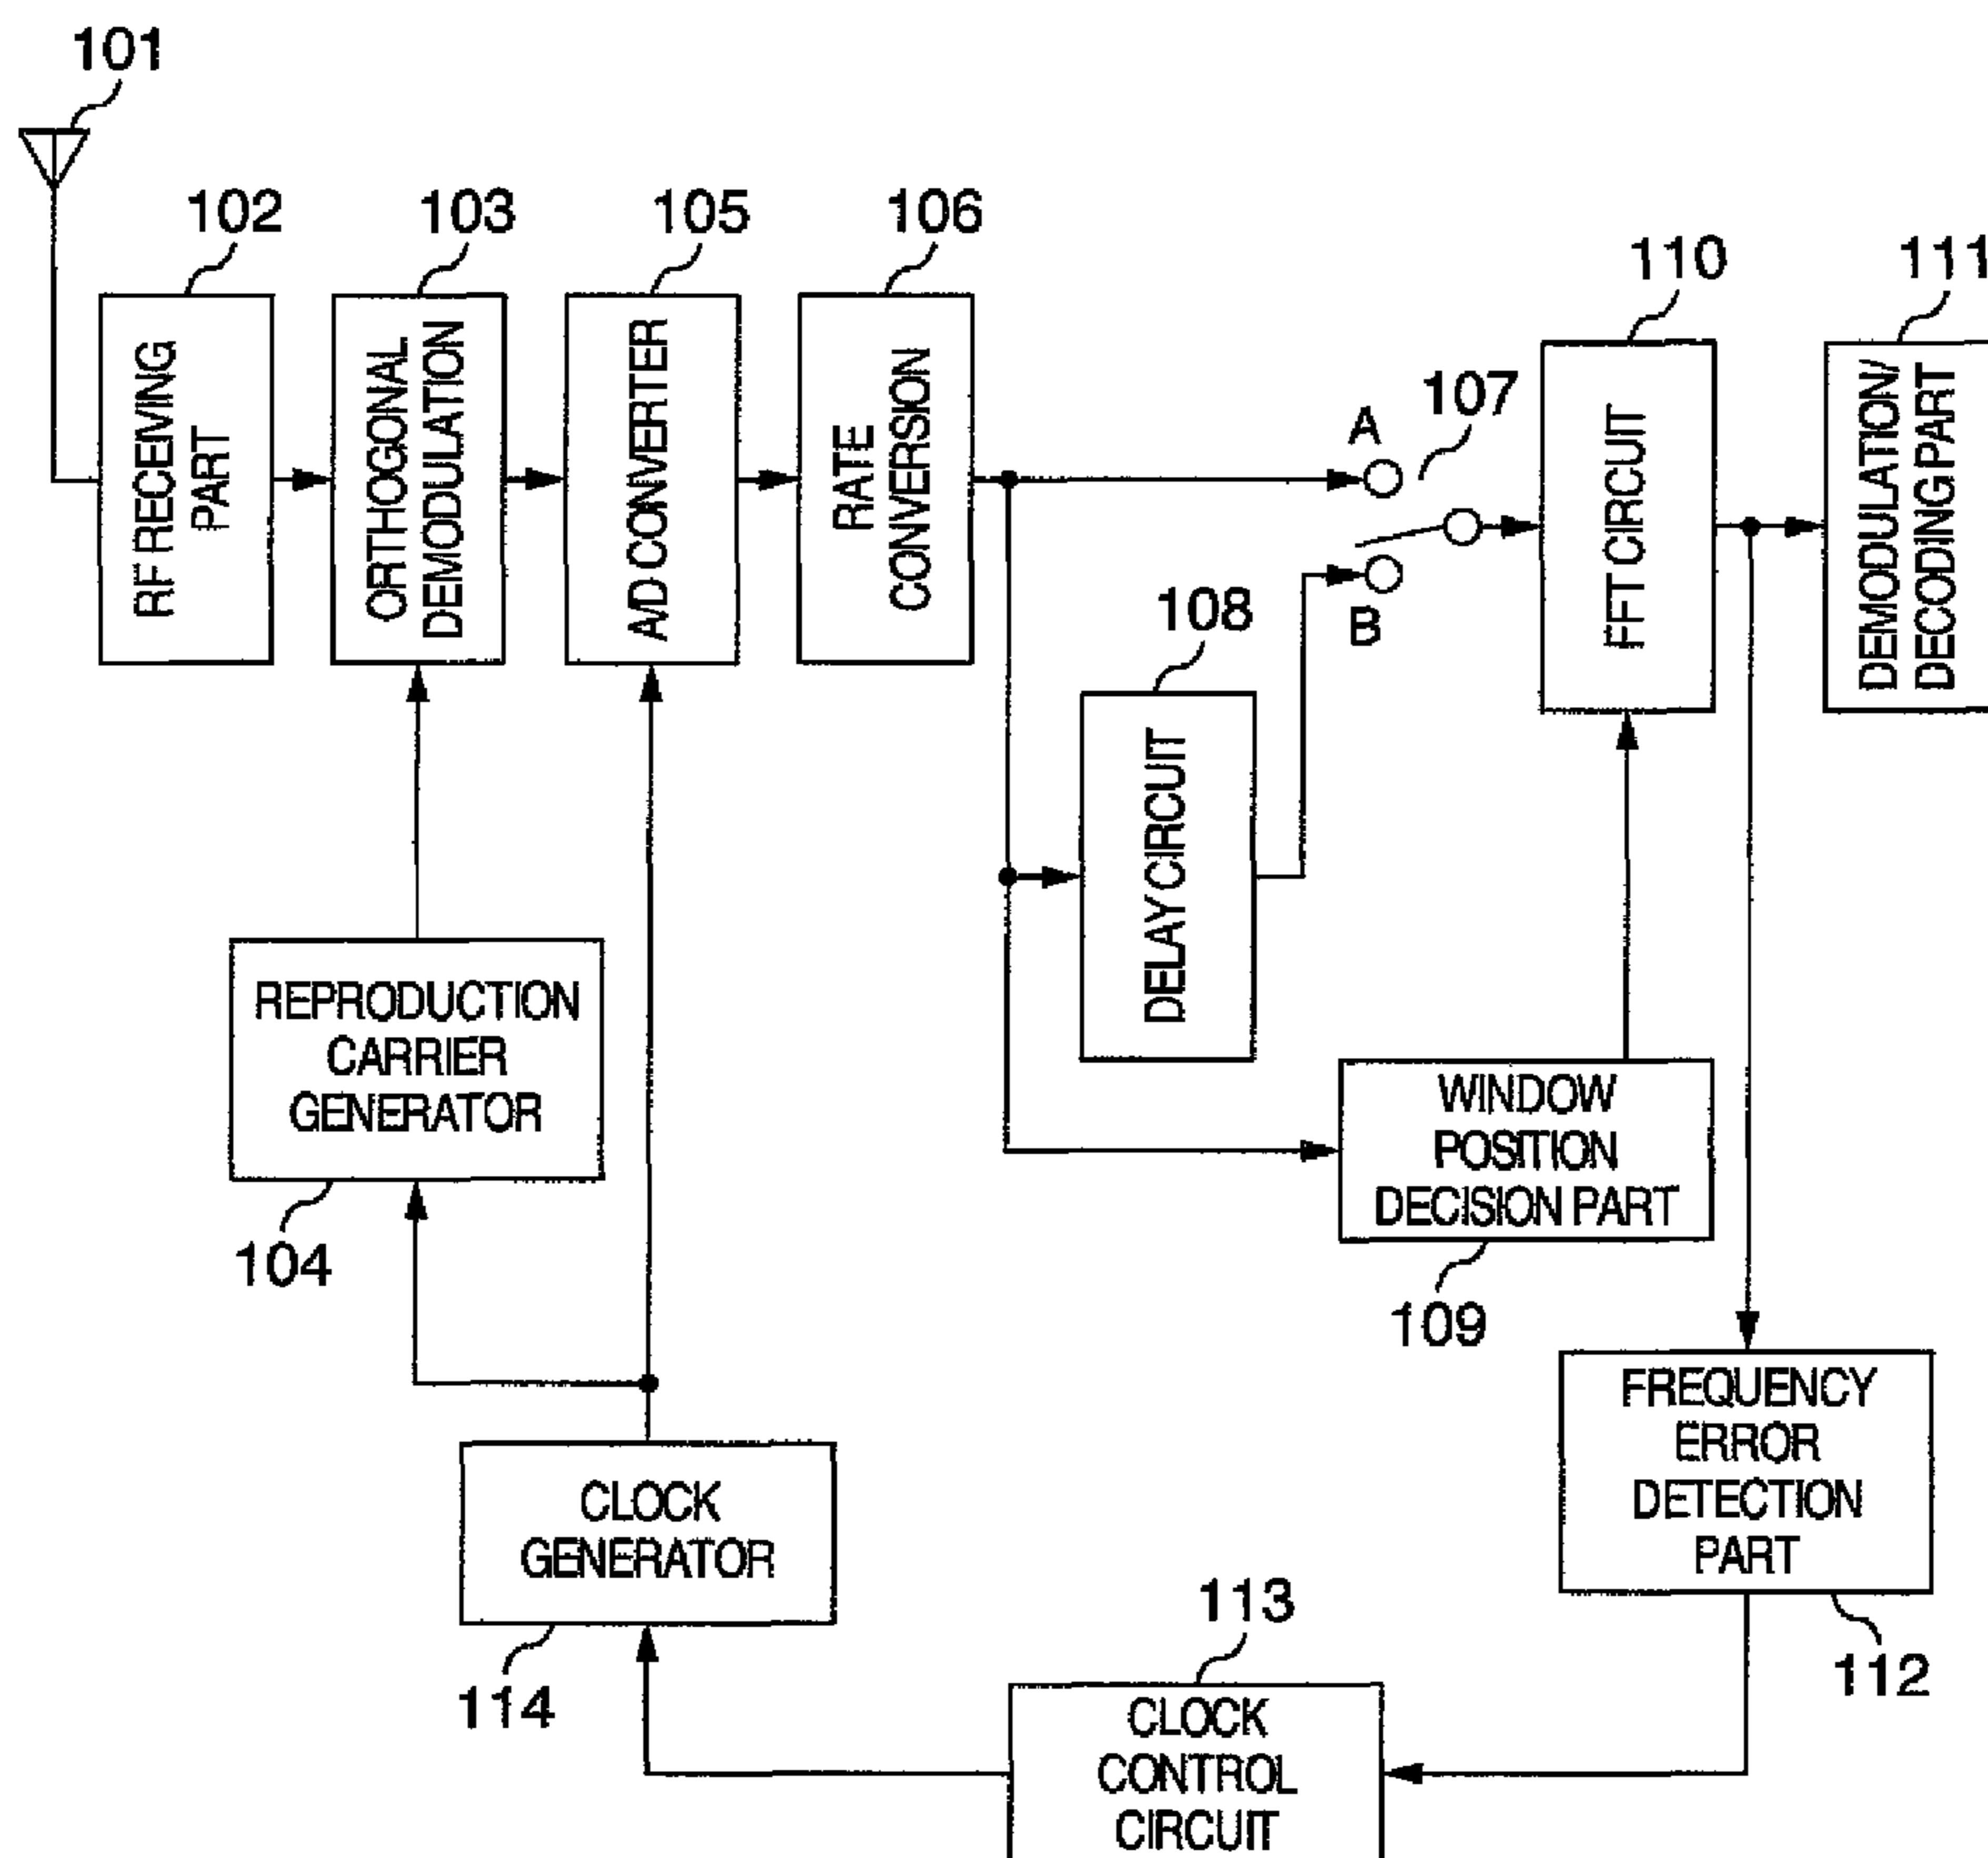 101
102
103
105
106
110
111
RF RECEIVING
PART
ORTHOGONAL
DEMODULATION
A/D CONVERTER
RATE
CONVERSION
A
107
B
FFT CIRCUIT
DEMODULATION/
DECODING PART
108
DELAY CIRCUIT
REPRODUCTION
CARRIER
GENERATOR
104
WINDOW
POSITION
DECISION PART
109
FREQUENCY
ERROR
DETECTION
PART
112
CLOCK
GENERATOR
114
113
CLOCK
CONTROL
CIRCUIT